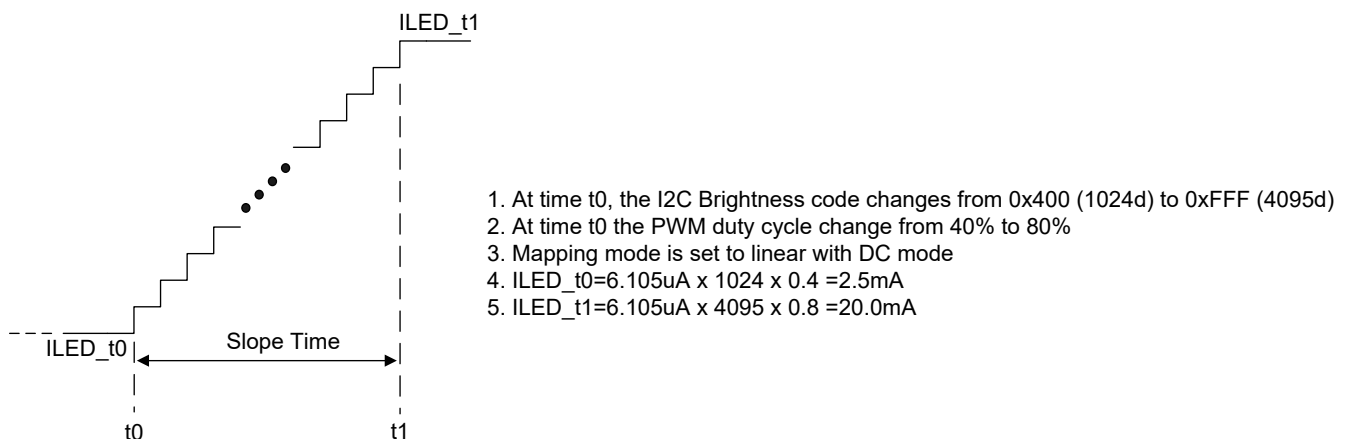 ILED_t1
1. At time t0, the I2C Brightness code changes from 0x400 (1024d) to 0xFFF (4095d)
2. At time t0 the PWM duty cycle change from 40% to 80%
3. Mapping mode is set to linear with DC mode
4. ILED_t0=6.105uA x 1024 x 0.4 =2.5mA
5. ILED_t1=6.105uA x 4095 x 0.8 =20.0mA
ILED_t0
Slope Time
t0
t1